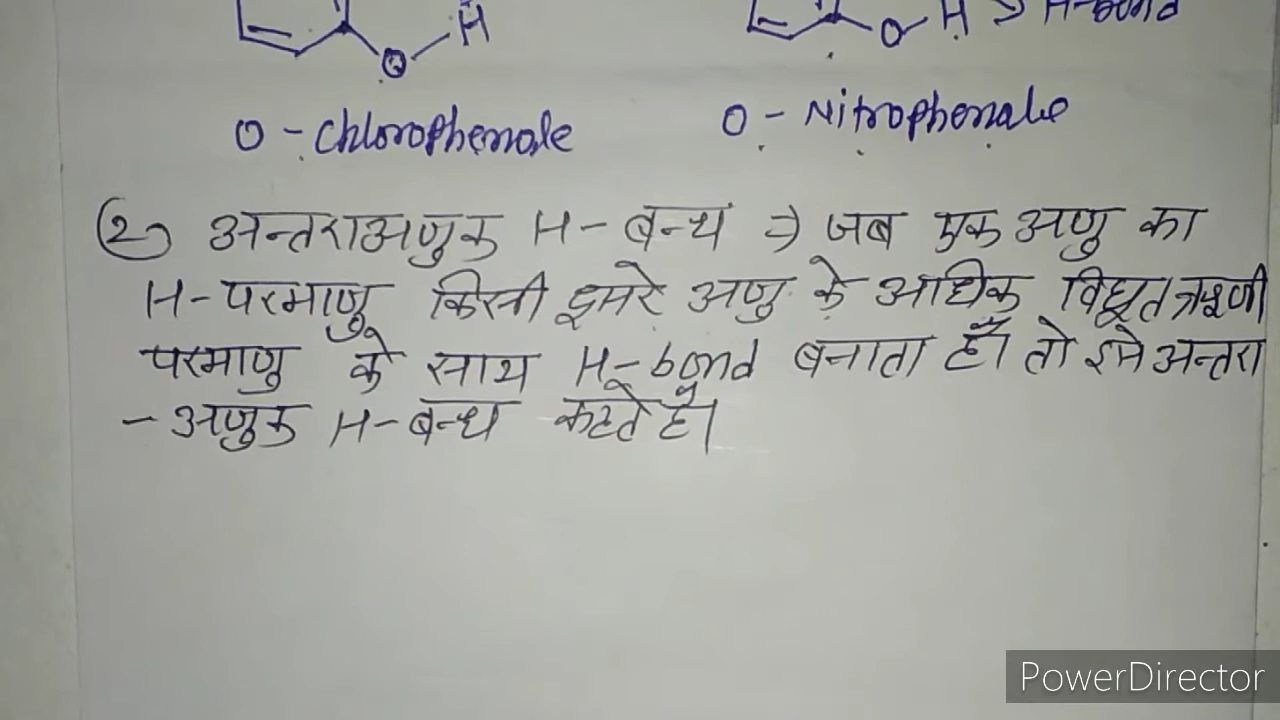 H
O
O H > H-bond
O - Chlorophenole
O - Nitrophenole
(2) अन्तराअणुक H - बन्ध ⇒ जब एक अणु का
H - परमाणु किसी दूसरे अणु के अधिक विद्युतऋणी
परमाणु के साथ H-bond बनाता हैं। तो इसे अन्तरा
- अणुक H - बन्ध कहते हैं।
PowerDirector